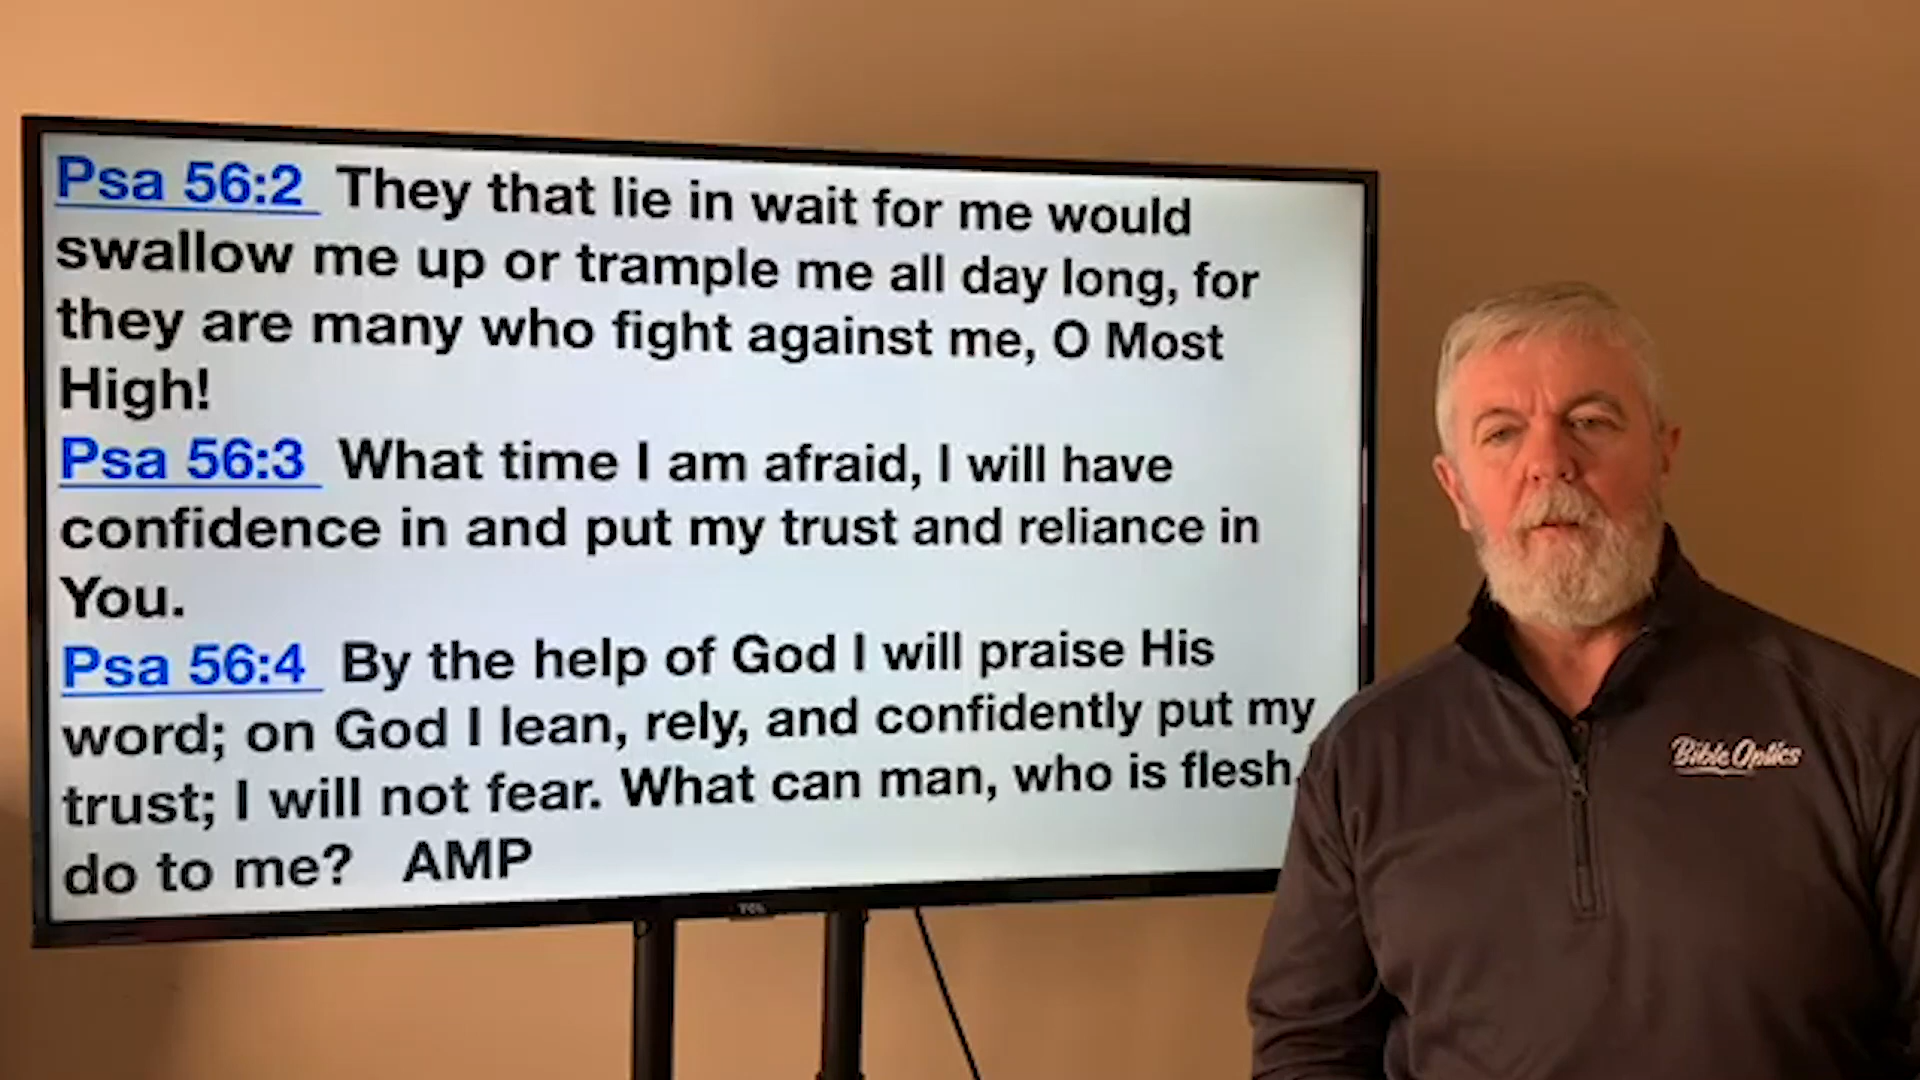 Psa 56:2 They that lie in wait for me would
swallow me up or trample me all day long, for
they are many who fight against me, O Most
High!
Psa 56:3 What time I am afraid, I will have
confidence in and put my trust and reliance in
You.
Psa 56:4 By the help of God I will praise His
word; on God I lean, rely, and confidently put my
trust; I will not fear. What can man, who is flesh,
do to me? AMP
TCL
Bible Optics